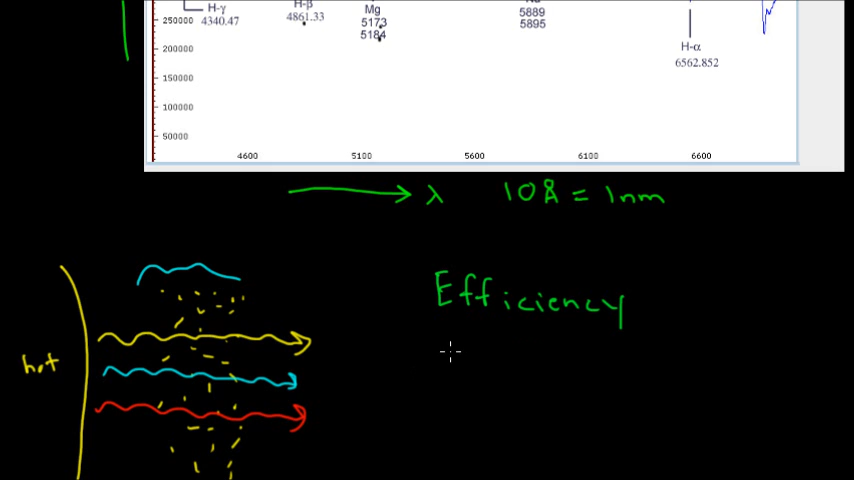 H-γ
4340.47
H-β
4861.33
Mg
5173
5184
5889
5895
H-α
6562.852
250000
200000
150000
100000
50000
4600 5100 5600 6100 6600
λ 10Å = 1nm
Efficiency
hot